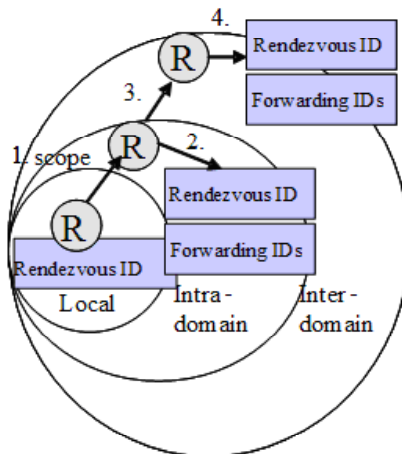 4.
R
Rendezvous ID
3.
Forwarding IDs
1. scope
R
2.
Rendezvous ID
R
Forwarding IDs
Rendezvous ID
Local
Intra-
domain
Inter-
domain